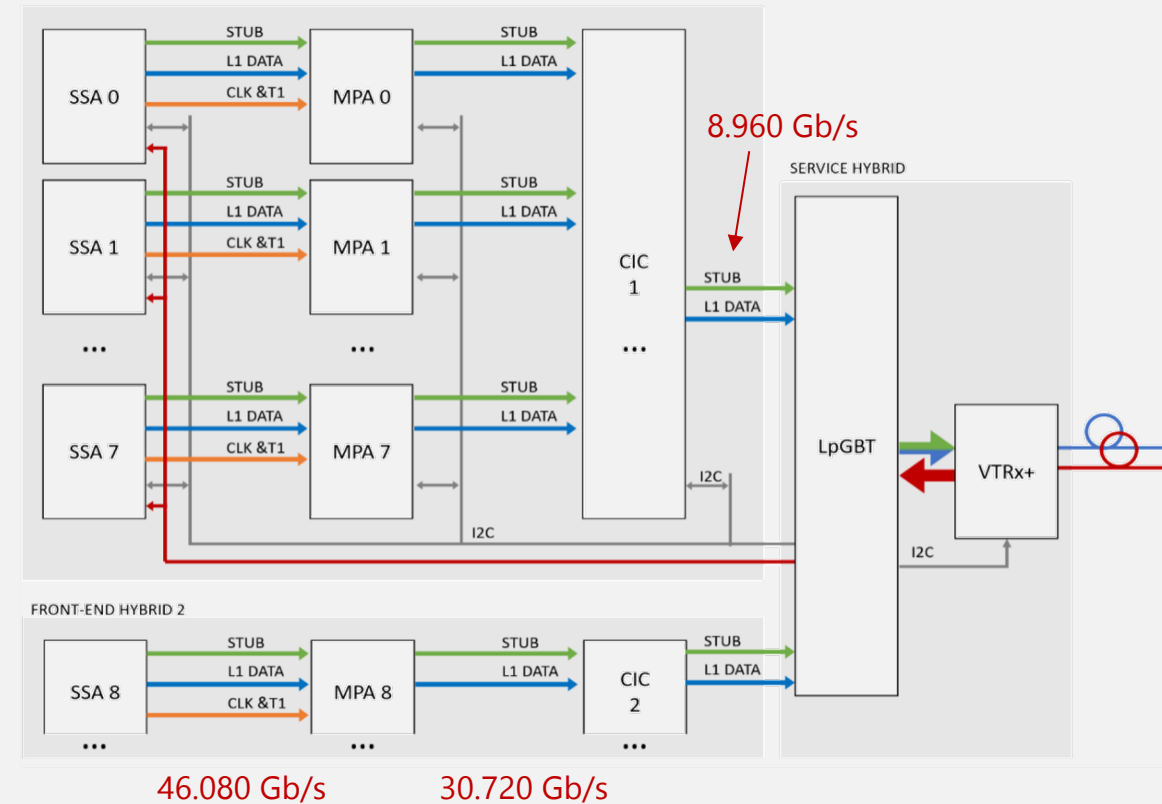 STUB
L1 DATA
CLK &T1
SSA 0
MPA 0
STUB
L1 DATA
8.960 Gb/s
SERVICE HYBRID
STUB
L1 DATA
CLK &T1
SSA 1
MPA 1
STUB
L1 DATA
CIC
1
...
STUB
L1 DATA
...
...
STUB
L1 DATA
CLK &T1
SSA 7
MPA 7
STUB
L1 DATA
LpGBT
VTRx+
I2C
I2C
I2C
FRONT-END HYBRID 2
STUB
L1 DATA
CLK &T1
SSA 8
...
MPA 8
...
STUB
L1 DATA
CIC
2
...
STUB
L1 DATA
46.080 Gb/s
30.720 Gb/s